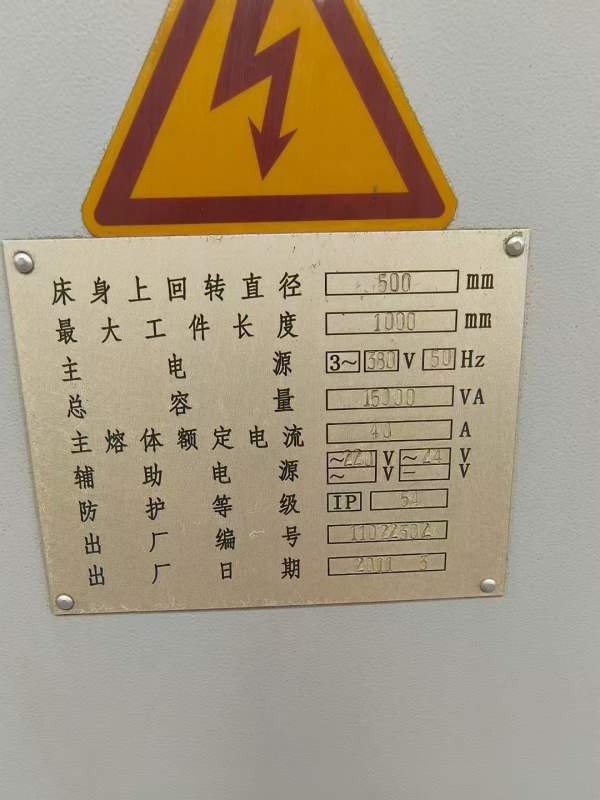 床身上回转直径 500 mm
最大工件长度 1000 mm
主电源 3~ 380 V 50 Hz
总容量 15000 VA
主熔体额定电流 40 A
辅助电源 ~220 V ~24 V
~ V – V
防护等级 IP 54
出厂编号
出厂日期